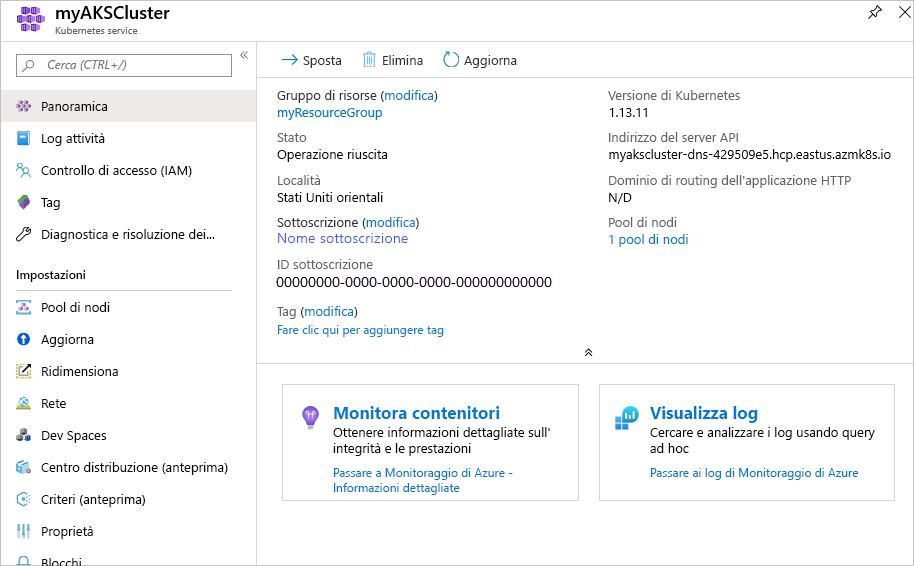 myAKSCluster
Kubernetes service
Cerca (CTRL+/)
Panoramica
Log attività
Controllo di accesso (IAM)
Tag
Diagnostica e risoluzione dei...
Impostazioni
Pool di nodi
Aggiorna
Ridimensiona
Rete
Dev Spaces
Centro distribuzione (anteprima)
Criteri (anteprima)
Proprietà
Blocchi
Sposta
Elimina
Aggiorna
Gruppo di risorse (modifica)
myResourceGroup
Stato
Operazione riuscita
Località
Stati Uniti orientali
Sottoscrizione (modifica)
Nome sottoscrizione
ID sottoscrizione
00000000-0000-0000-0000-000000000000
Tag (modifica)
Fare clic qui per aggiungere tag
Versione di Kubernetes
1.13.11
Indirizzo del server API
myakscluster-dns-429509e5.hcp.eastus.azmk8s.io
Dominio di routing dell'applicazione HTTP
N/D
Pool di nodi
1 pool di nodi
Monitora contenitori
Ottenere informazioni dettagliate sull'
integrità e le prestazioni
Passare a Monitoraggio di Azure -
Informazioni dettagliate
Visualizza log
Cercare e analizzare i log usando query
ad hoc
Passare ai log di Monitoraggio di Azure